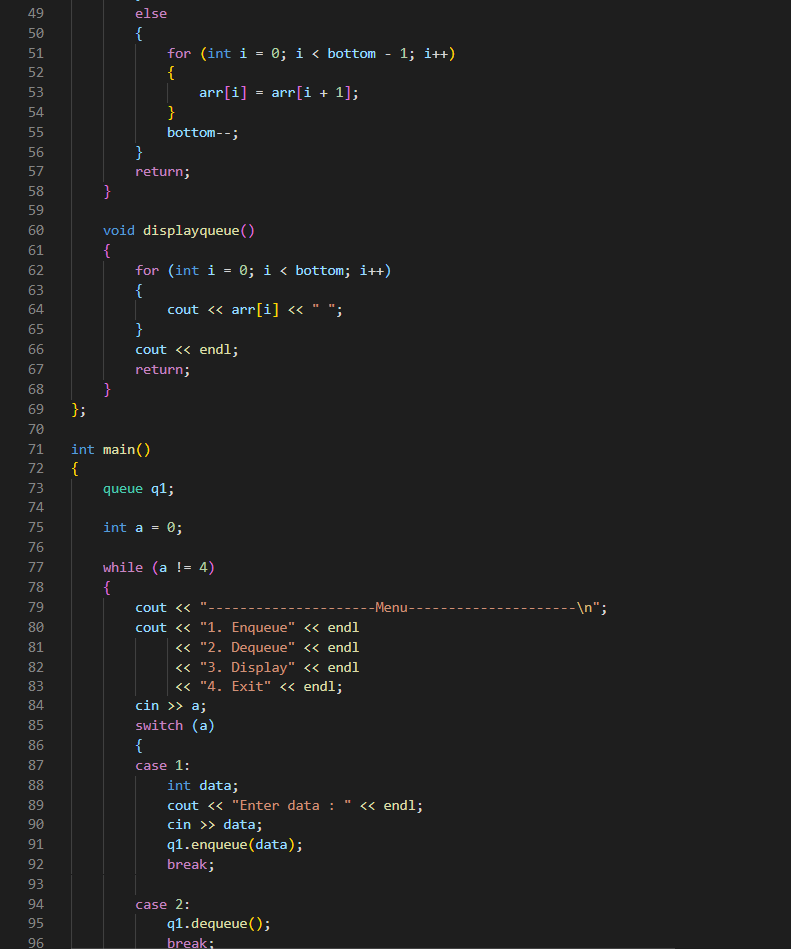 49 else
50 {
51 for (int i = 0; i < bottom - 1; i++)
52 {
53 arr[i] = arr[i + 1];
54 }
55 bottom--;
56 }
57 return;
58 }
59
60 void displayqueue()
61 {
62 for (int i = 0; i < bottom; i++)
63 {
64 cout << arr[i] << " ";
65 }
66 cout << endl;
67 return;
68 }
69 };
70
71 int main()
72 {
73 queue q1;
74
75 int a = 0;
76
77 while (a != 4)
78 {
79 cout << "---------------------Menu---------------------\n";
80 cout << "1. Enqueue" << endl
81 << "2. Dequeue" << endl
82 << "3. Display" << endl
83 << "4. Exit" << endl;
84 cin >> a;
85 switch (a)
86 {
87 case 1:
88 int data;
89 cout << "Enter data : " << endl;
90 cin >> data;
91 q1.enqueue(data);
92 break;
93
94 case 2:
95 q1.dequeue();
96 break;